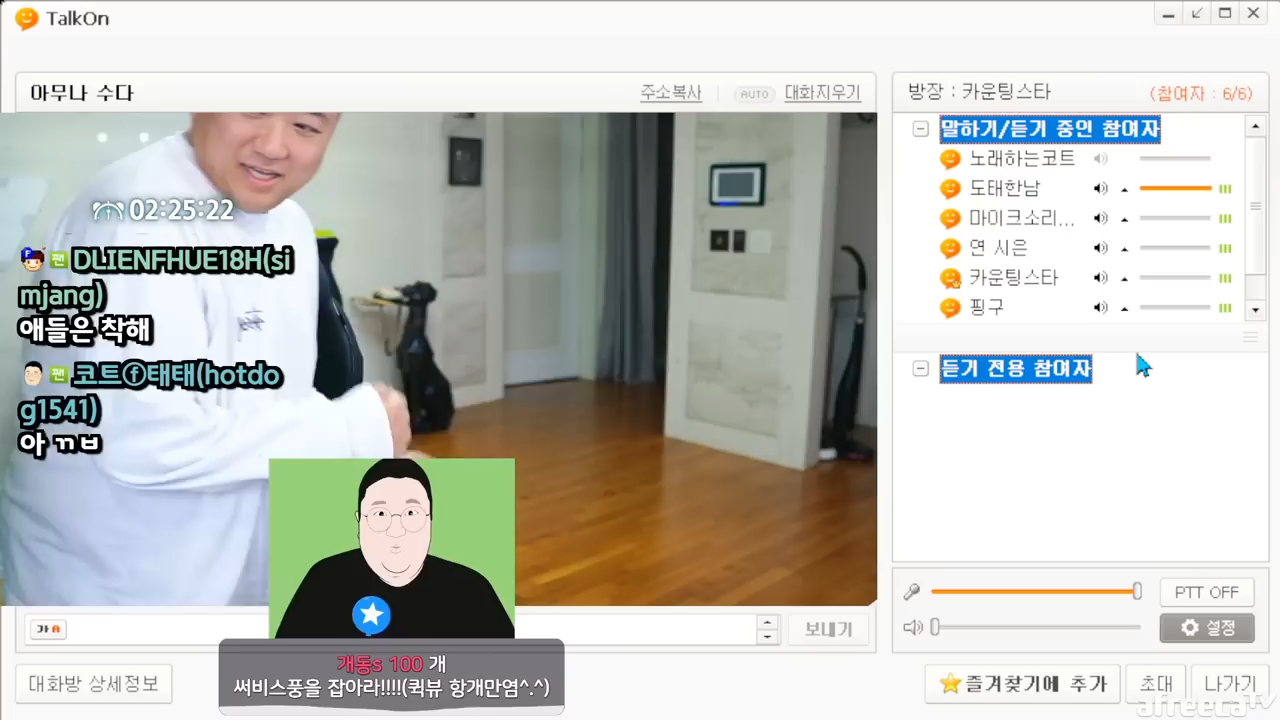 TalkOn
아무나 수다
주소복사
AUTO
대화지우기
방장 : 카운팅스타
(참여자 : 6/6)
말하기/듣기 중인 참여자
노래하는코트
도태한남
마이크소리...
연 시은
카운팅스타
핑구
듣기 전용 참여자
02:25:22
팬 DLIENFHUE18H(si
mjang)
애들은 착해
팬 코트ⓕ태태(hotdo
g1541)
아 ㄲㅂ
가A
보내기
PTT OFF
설정
개동s 100 개
써비스풍을 잡아라!!!!(퀵뷰 항개만염^.^)
대화방 상세정보
즐겨찾기에 추가
초대
나가기
afreecaTV